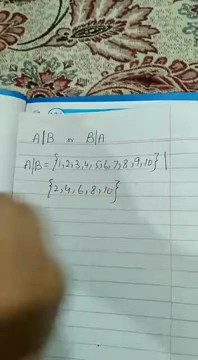 A|B or B|A
A|B = {1,2,3,4,5,6,7,8,9,10} |
{2,4,6,8,10}